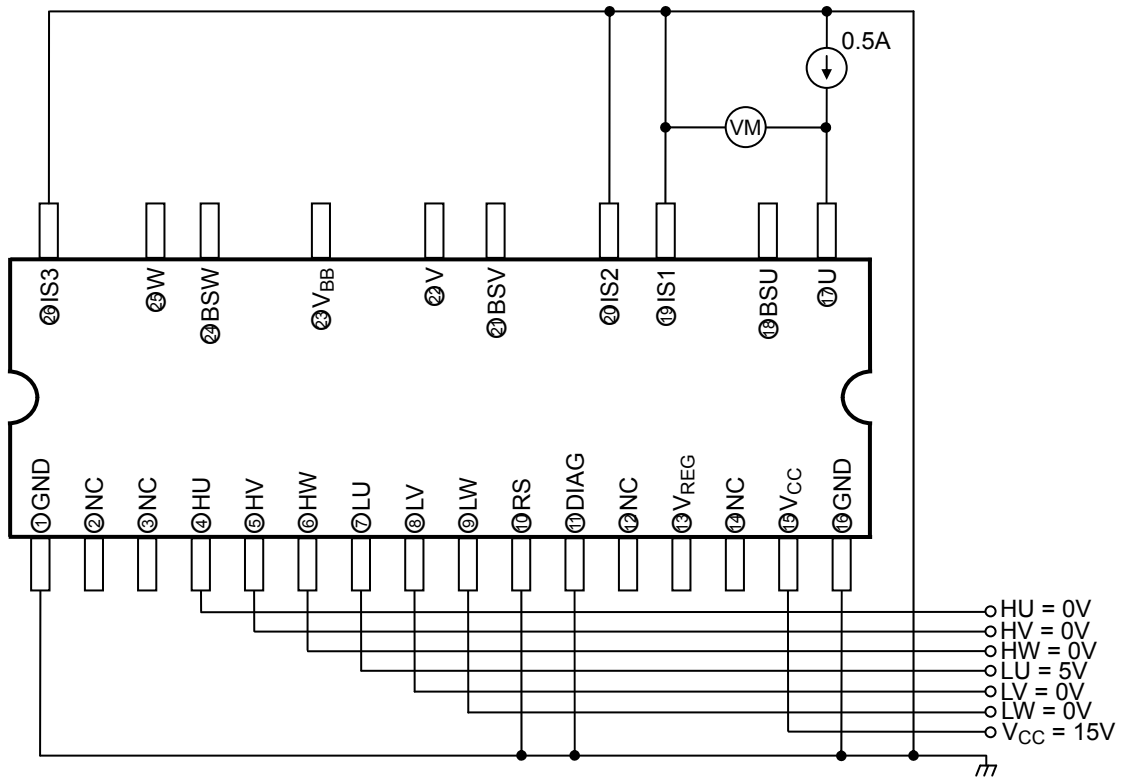 0.5A
VM
㉖IS3
㉕W
㉔BSW
㉓VBB
㉒V
㉑BSV
⑳IS2
⑲IS1
⑱BSU
⑰U
①GND
②NC
③NC
④HU
⑤HV
⑥HW
⑦LU
⑧LV
⑨LW
⑩RS
⑪DIAG
⑫NC
⑬VREG
⑭NC
⑮VCC
⑯GND
HU = 0V
HV = 0V
HW = 0V
LU = 5V
LV = 0V
LW = 0V
VCC = 15V